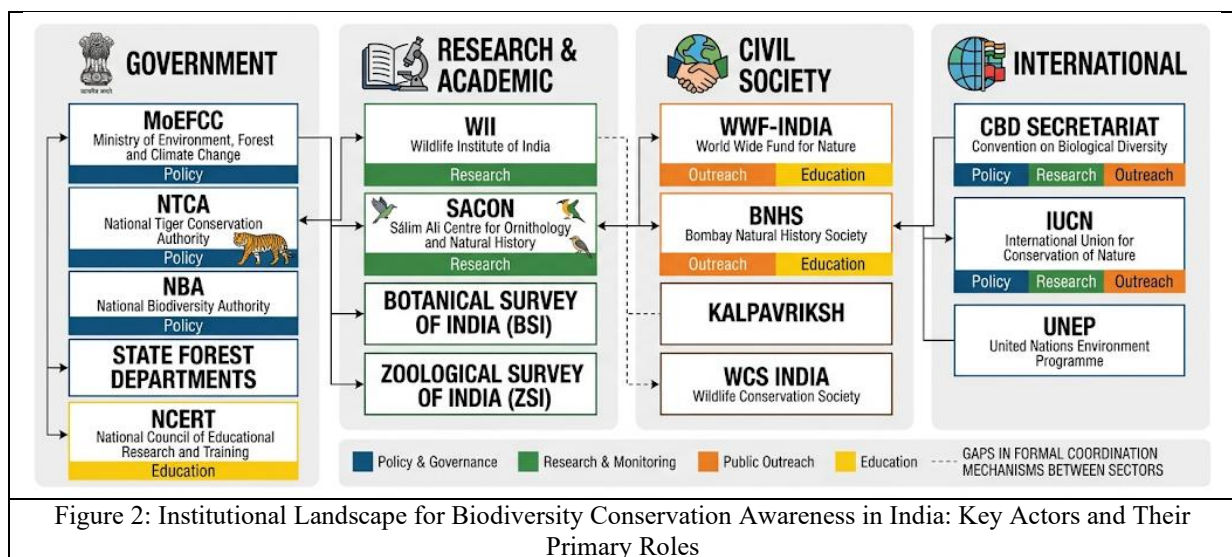 GOVERNMENT
MoEFCC
Ministry of Environment, Forest
and Climate Change
Policy
NTCA
National Tiger Conservation
Authority
Policy
NBA
National Biodiversity Authority
Policy
STATE FOREST
DEPARTMENTS
NCERT
National Council of Educational
Research and Training
Education
RESEARCH &
ACADEMIC
WII
Wildlife Institute of India
Research
SACON
Sálim Ali Centre for Ornithology
and Natural History
Research
BOTANICAL SURVEY
OF INDIA (BSI)
ZOOLOGICAL SURVEY
OF INDIA (ZSI)
CIVIL
SOCIETY
WWF-INDIA
World Wide Fund for Nature
Outreach Education
BNHS
Bombay Natural History Society
Outreach Education
KALPAVRIKSH
WCS INDIA
Wildlife Conservation Society
INTERNATIONAL
CBD SECRETARIAT
Convention on Biological Diversity
Policy Research Outreach
IUCN
International Union for
Conservation of Nature
Policy Research Outreach
UNEP
United Nations Environment
Programme
Policy & Governance Research & Monitoring Public Outreach Education
GAPS IN FORMAL COORDINATION
MECHANISMS BETWEEN SECTORS
Figure 2: Institutional Landscape for Biodiversity Conservation Awareness in India: Key Actors and Their
Primary Roles